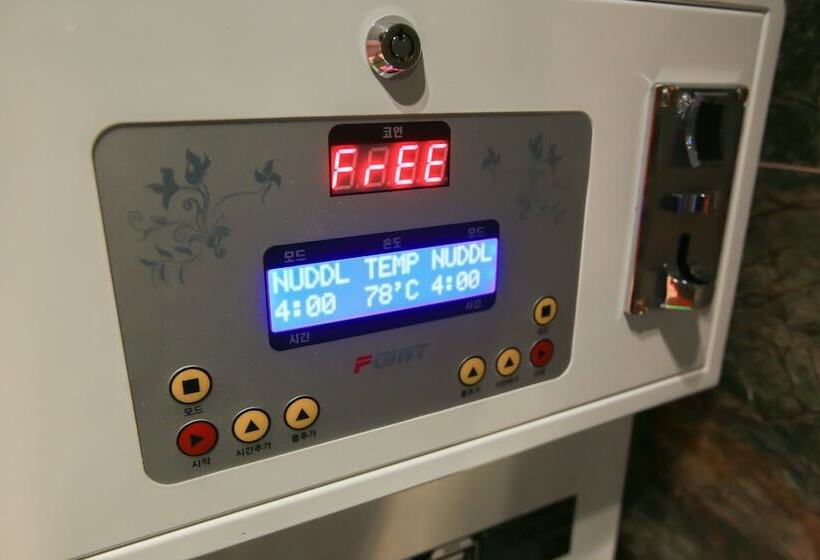 코인
FrEE
모드 온도 모드
NUDDL TEMP NUDDL
4:00 78'C 4:00
시간 시간
POINT
모드
시작 시간추가 물추가
물추가 시간추가 시작